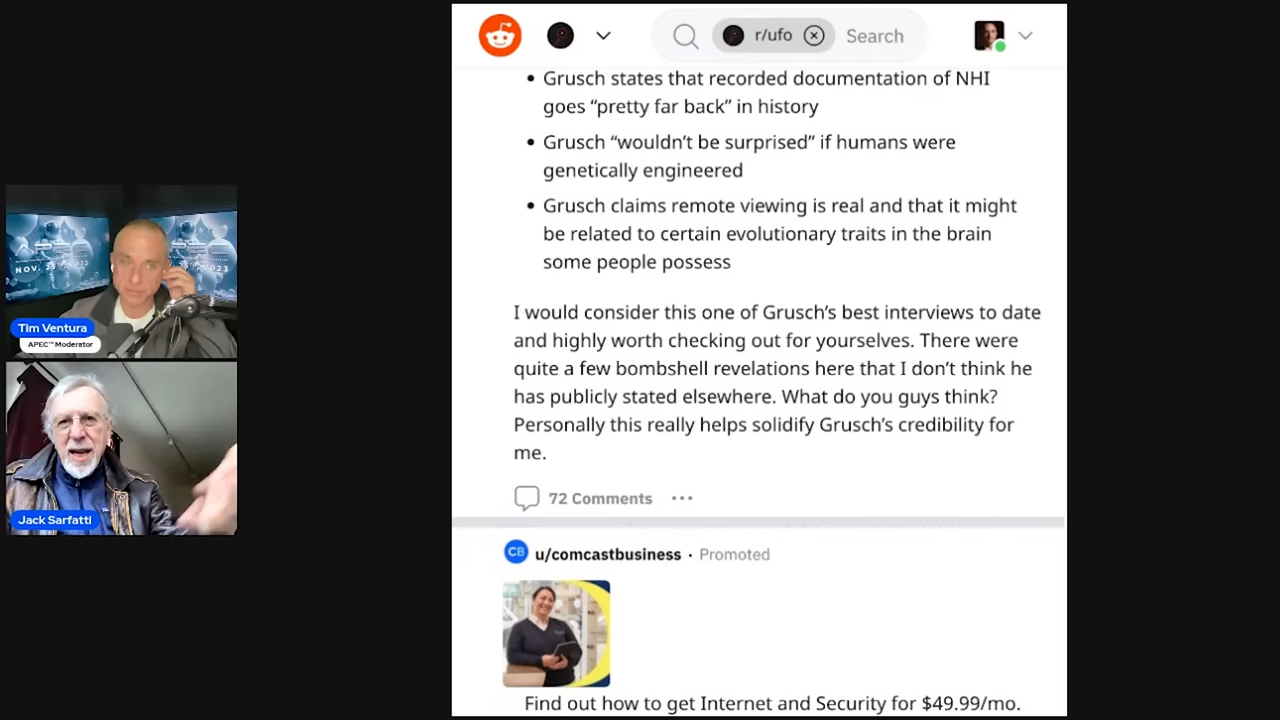 r/ufo
Search
• Grusch states that recorded documentation of NHI
goes “pretty far back” in history
• Grusch “wouldn’t be surprised” if humans were
genetically engineered
• Grusch claims remote viewing is real and that it might
be related to certain evolutionary traits in the brain
some people possess
I would consider this one of Grusch’s best interviews to date
and highly worth checking out for yourselves. There were
quite a few bombshell revelations here that I don’t think he
has publicly stated elsewhere. What do you guys think?
Personally this really helps solidify Grusch’s credibility for
me.
72 Comments
CB u/comcastbusiness · Promoted
Find out how to get Internet and Security for $49.99/mo.
NOV.
2023
Tim Ventura
APEC™ Moderator
Jack Sarfatti